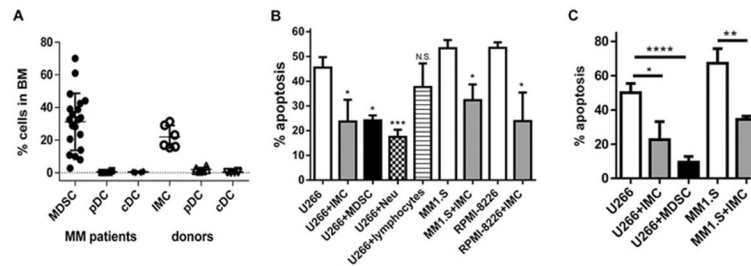 A
% cells in BM
80
60
40
20
0
MDSC
pDC
cDC
IMC
pDC
cDC
MM patients
donors
B
% apoptosis
60
50
40
30
20
10
0
*
*
***
N.S.
*
*
U266
U266+IMC
U266+MDSC
U266+Neu
U266+lymphocytes
MM1.S
MM1.S+IMC
RPMI-8226
RPMI-8226+IMC
C
% apoptosis
80
60
40
20
0
****
*
**
U266
U266+IMC
U266+MDSC
MM1.S
MM1.S+IMC